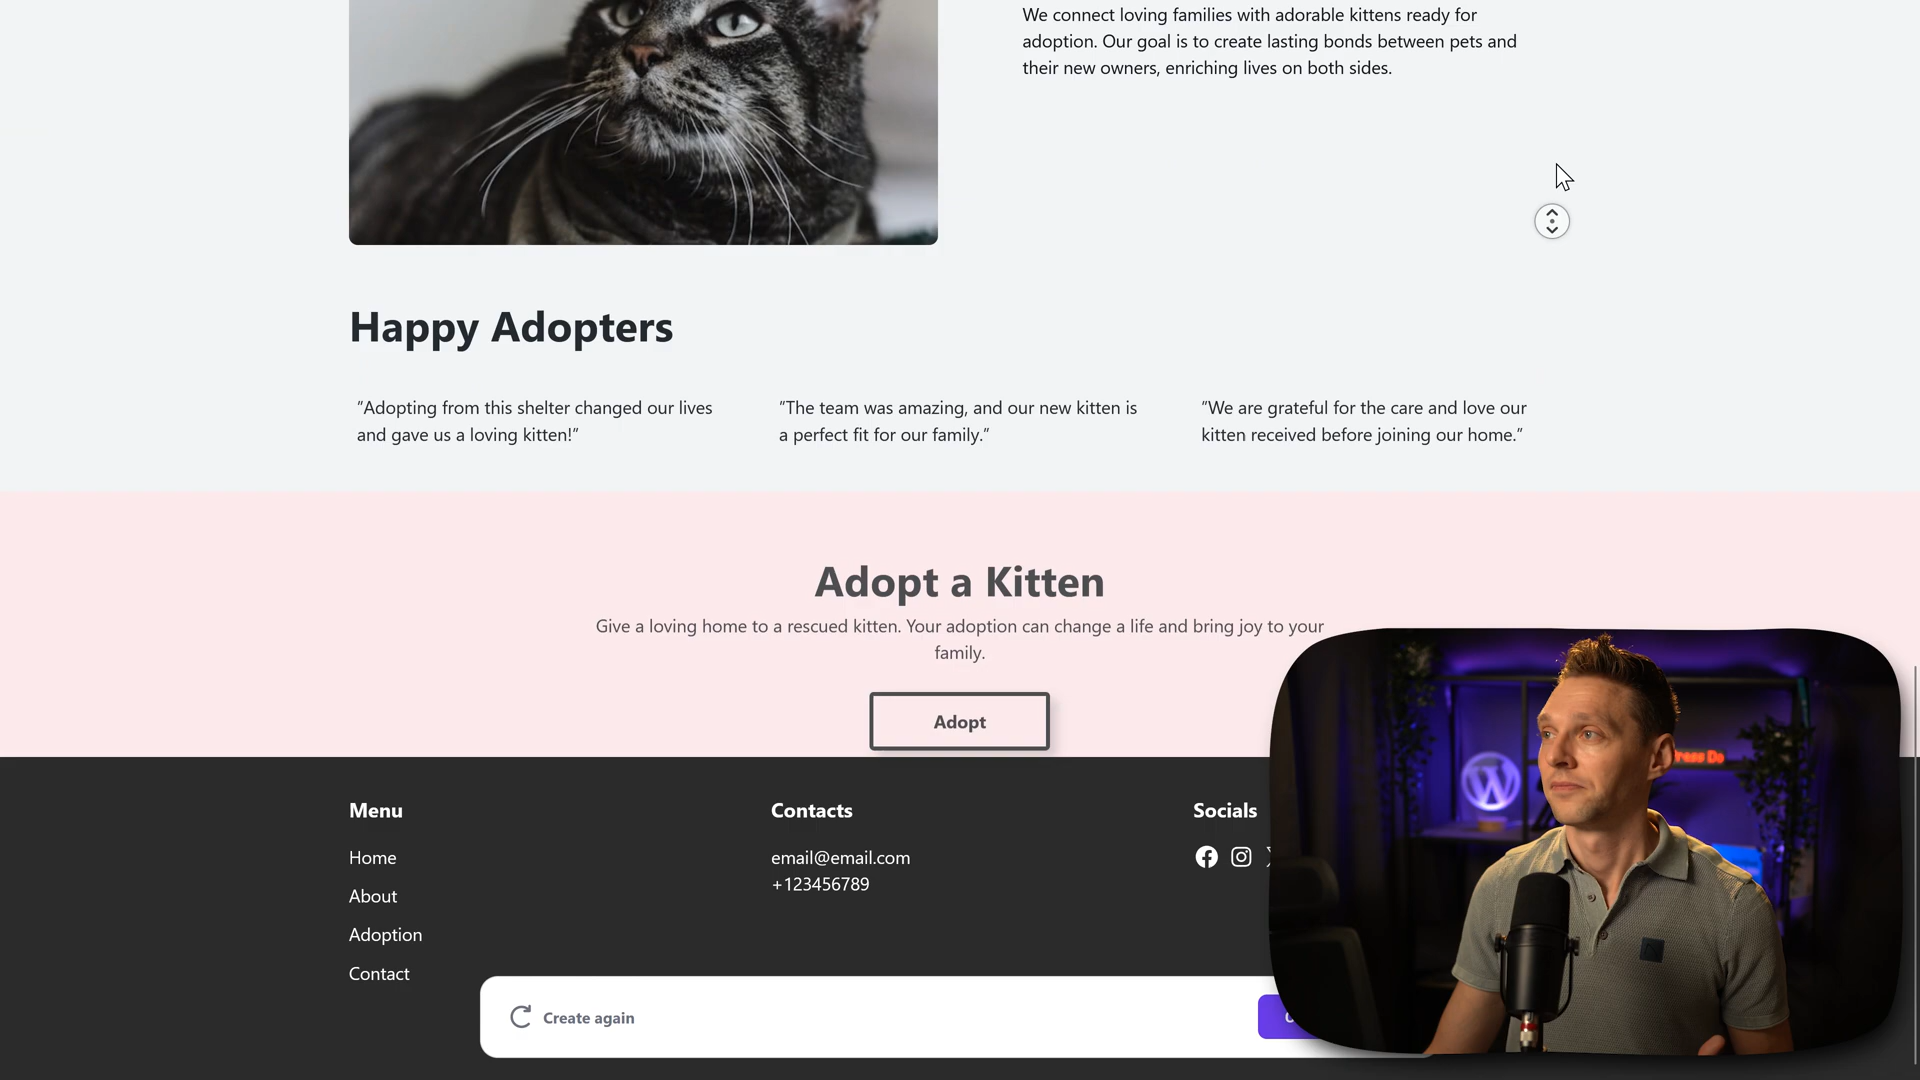 We connect loving families with adorable kittens ready for
adoption. Our goal is to create lasting bonds between pets and
their new owners, enriching lives on both sides.
Happy Adopters
"Adopting from this shelter changed our lives
and gave us a loving kitten!"
"The team was amazing, and our new kitten is
a perfect fit for our family."
"We are grateful for the care and love our
kitten received before joining our home."
Adopt a Kitten
Give a loving home to a rescued kitten. Your adoption can change a life and bring joy to your
family.
Adopt
Menu
Home
About
Adoption
Contact
Contacts
email@email.com
+123456789
Socials
Create again